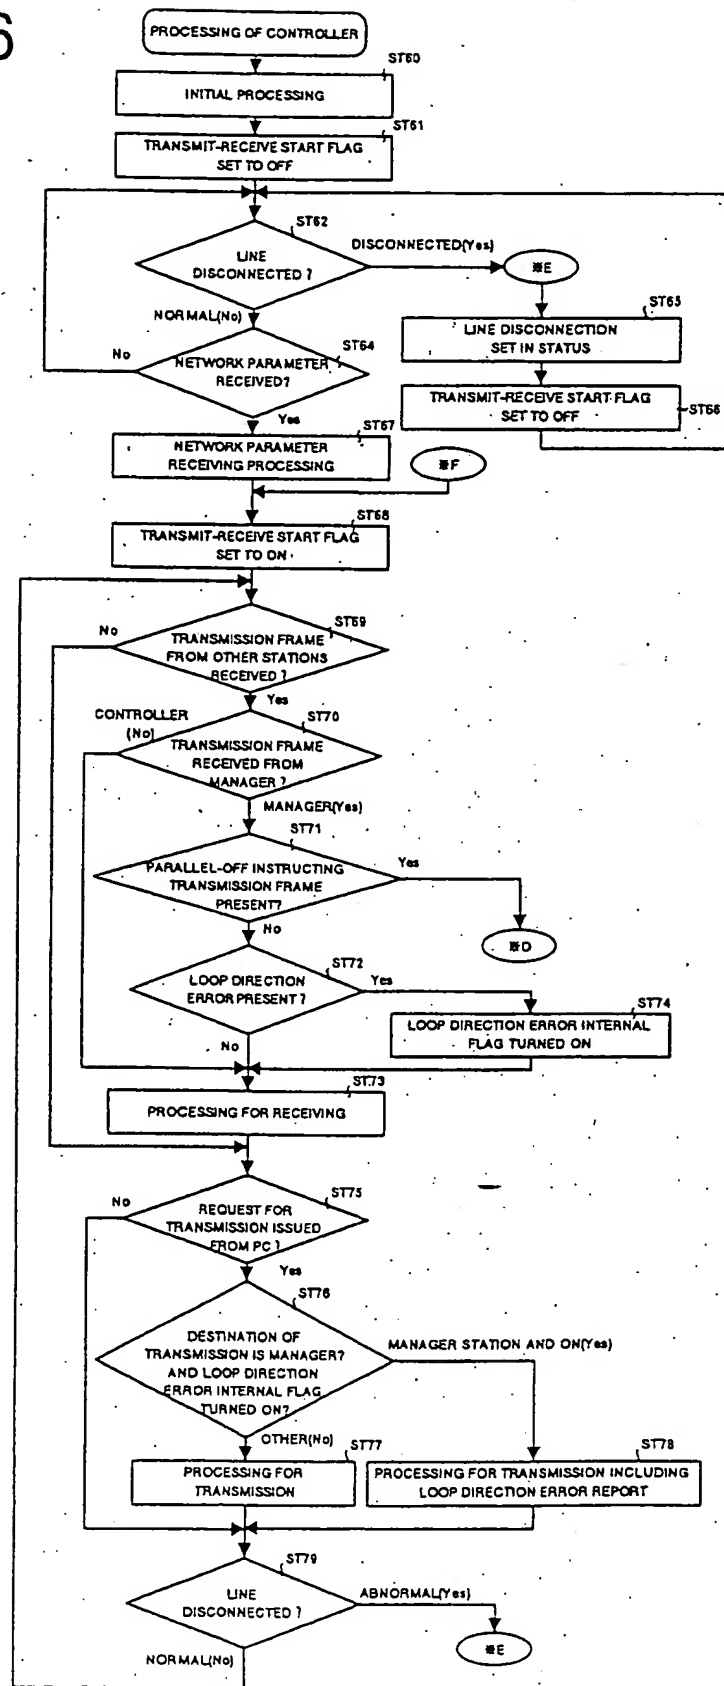 6
PROCESSING OF CONTROLLER
ST60
INITIAL PROCESSING
ST61
TRANSMIT-RECEIVE START FLAG
SET TO OFF
ST62
LINE
DISCONNECTED ?
DISCONNECTED(Yes)
※E
NORMAL(No)
ST65
LINE DISCONNECTION
SET IN STATUS
ST64
No
NETWORK PARAMETER
RECEIVED?
TRANSMIT-RECEIVE START FLAG
SET TO OFF
ST66
Yes
ST67
NETWORK PARAMETER
RECEIVING PROCESSING
※F
ST68
TRANSMIT-RECEIVE START FLAG
SET TO ON
ST69
No
TRANSMISSION FRAME
FROM OTHER STATIONS
RECEIVED ?
Yes
CONTROLLER
(No)
ST70
TRANSMISSION FRAME
RECEIVED FROM
MANAGER ?
MANAGER(Yes)
ST71
PARALLEL-OFF INSTRUCTING
TRANSMISSION FRAME
PRESENT?
Yes
No
※D
ST72
LOOP DIRECTION
ERROR PRESENT ?
Yes
ST74
LOOP DIRECTION ERROR INTERNAL
FLAG TURNED ON
No
ST73
PROCESSING FOR RECEIVING
ST75
No
REQUEST FOR
TRANSMISSION ISSUED
FROM PC ?
Yes
ST76
DESTINATION OF
TRANSMISSION IS MANAGER?
AND LOOP DIRECTION
ERROR INTERNAL FLAG
TURNED ON?
MANAGER STATION AND ON(Yes)
OTHER(No)
ST77
PROCESSING FOR
TRANSMISSION
ST78
PROCESSING FOR TRANSMISSION INCLUDING
LOOP DIRECTION ERROR REPORT
ST79
LINE
DISCONNECTED ?
ABNORMAL(Yes)
※E
NORMAL(No)